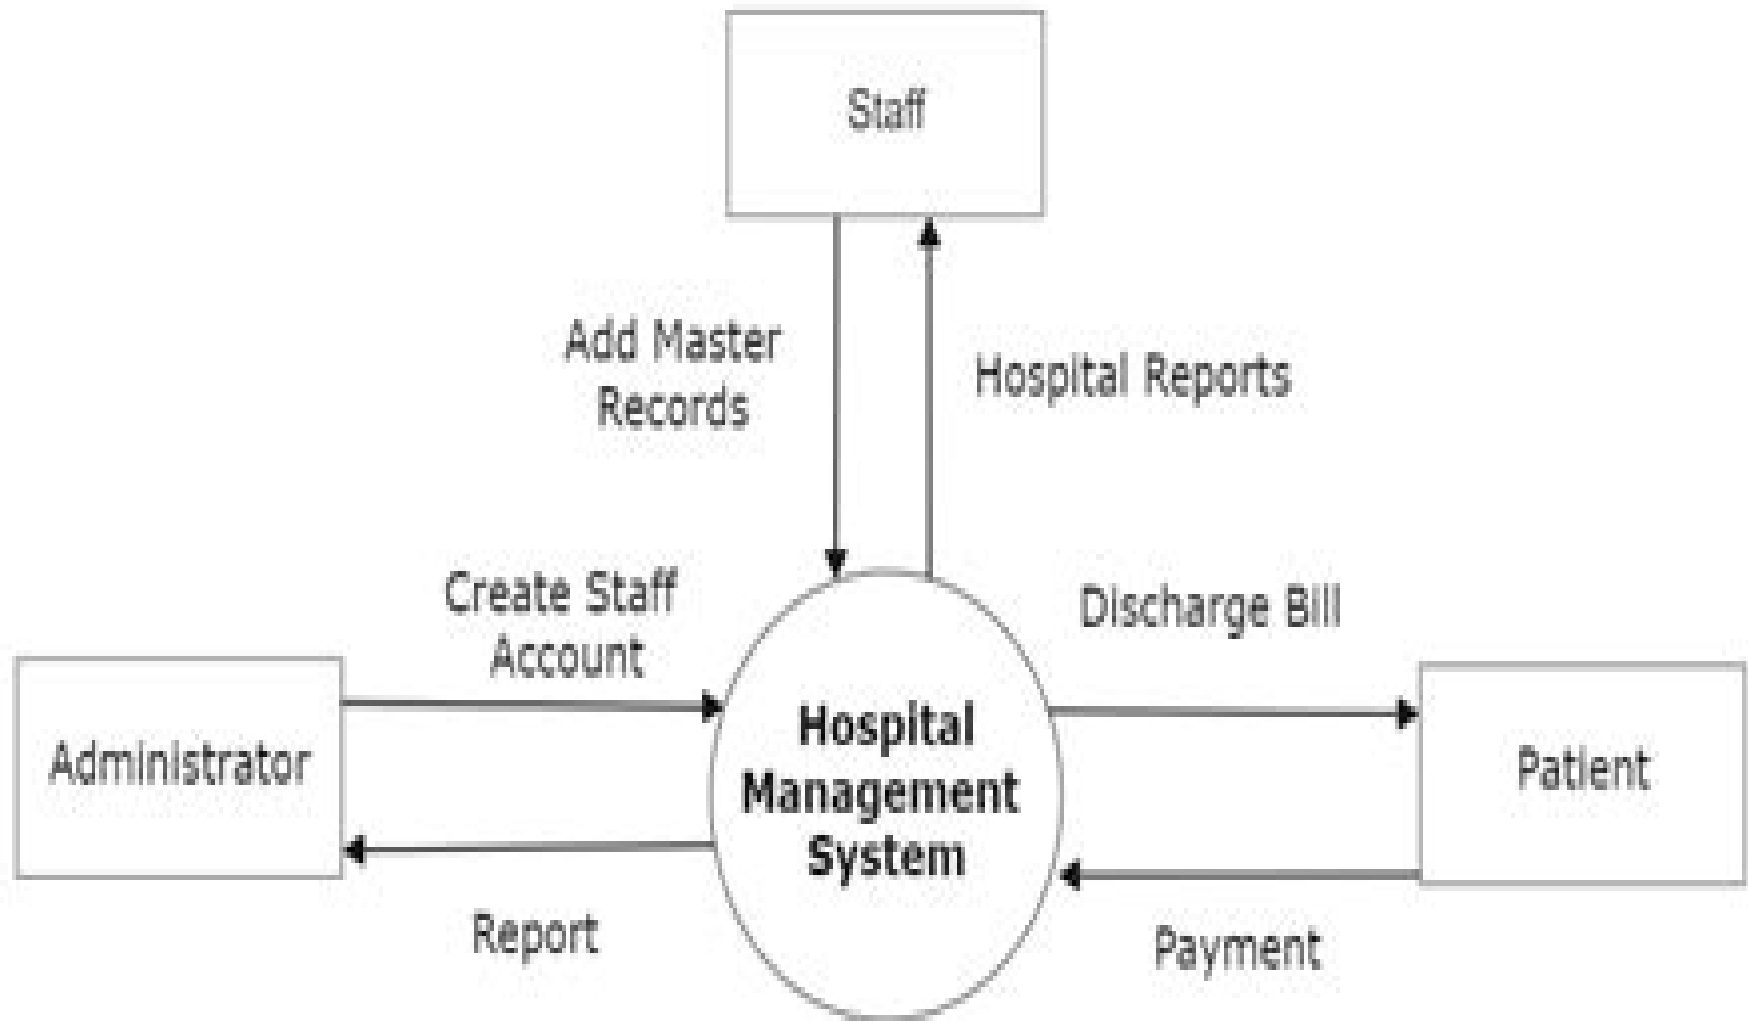 Staff
Add Master
Records
Hospital Reports
Create Staff
Account
Discharge Bill
Administrator
Hospital
Management
System
Patient
Report
Payment